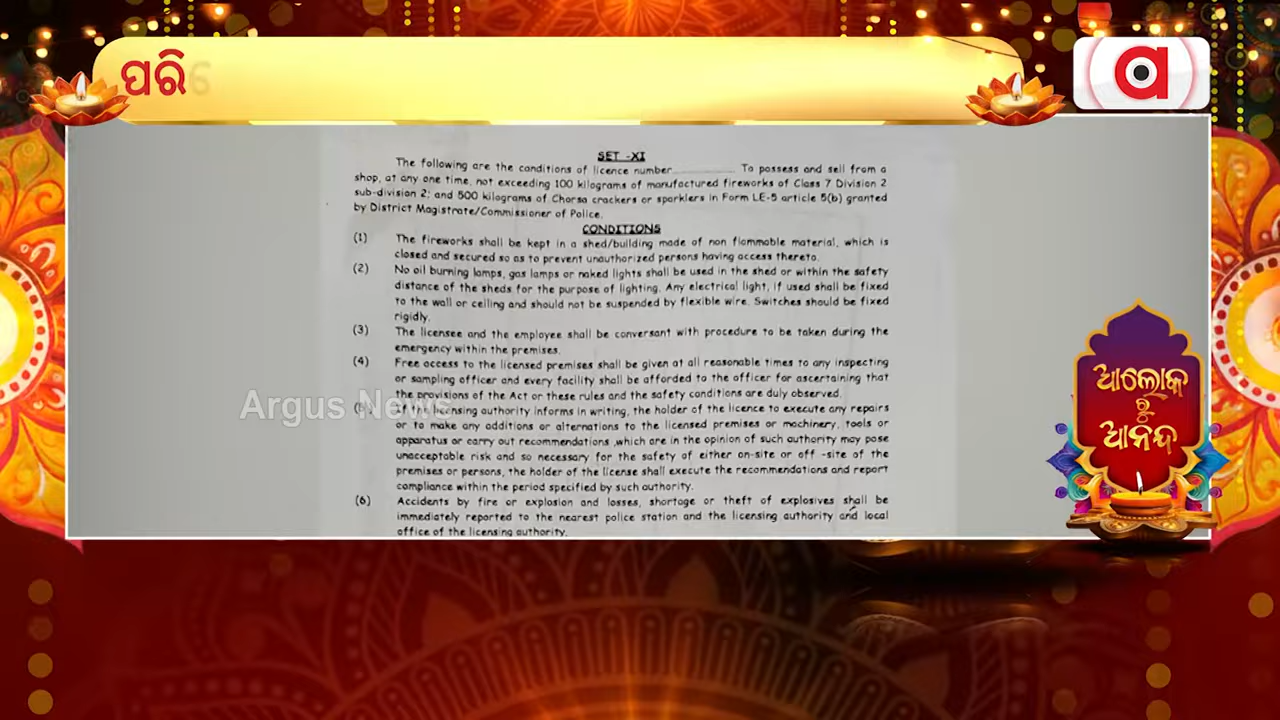 ପରି
a
SET -XI
The following are the conditions of licence number To possess and sell from a
shop, at any one time, not exceeding 100 kilograms of manufactured fireworks of Class 7 Division 2
sub-division 2; and 500 kilograms of Chorsa crackers or sparklers in Form LE-5 article 5(b) granted
by District Magistrate/Commissioner of Police.
CONDITIONS
(1) The fireworks shall be kept in a shed/building made of non flammable material, which is
closed and secured so as to prevent unauthorized persons having access thereto.
(2) No oil burning lamps, gas lamps or naked lights shall be used in the shed or within the safety
distance of the sheds for the purpose of lighting. Any electrical light, if used shall be fixed
to the wall or ceiling and should not be suspended by flexible wire. Switches should be fixed
rigidly.
(3) The licensee and the employee shall be conversant with procedure to be taken during the
emergency within the premises.
(4) Free access to the licensed premises shall be given at all reasonable times to any inspecting
or sampling officer and every facility shall be afforded to the officer for ascertaining that
the provisions of the Act or these rules and the safety conditions are duly observed.
Argus News
licensing authority informs in writing, the holder of the licence to execute any repairs
or to make any additions or alternations to the licensed premises or machinery, tools or
apparatus or carry out recommendations ,which are in the opinion of such authority may pose
unacceptable risk and so necessary for the safety of either on-site or off -site of the
premises or persons, the holder of the license shall execute the recommendations and report
compliance within the period specified by such authority.
(6) Accidents by fire or explosion and losses, shortage or theft of explosives shall be
immediately reported to the nearest police station and the licensing authority and local
office of the licensing authority.
ଆଲୋକ
ରୁ
ଆନନ୍ଦ